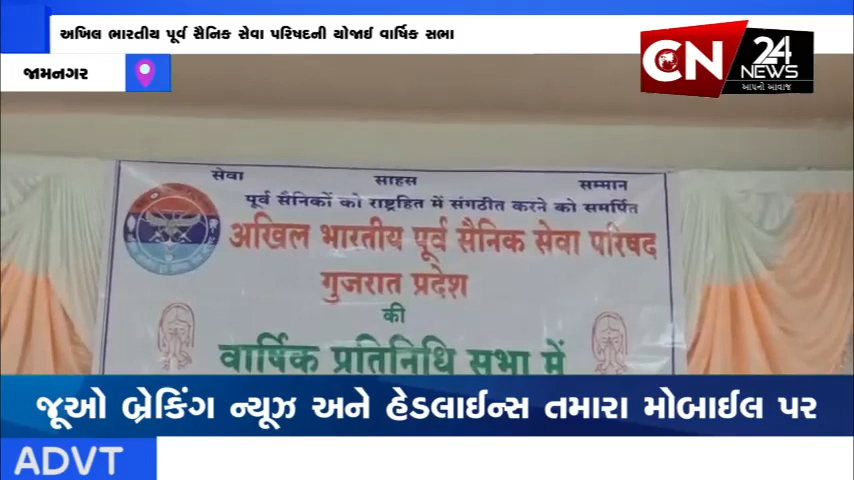 અખિલ ભારતીય પૂર્વ સૈનિક સેવા પરિષદની યોજાઈ વાર્ષિક સભા
જામનગર
CN 24 NEWS
આપનો અવાજ
सेवा साहस सम्मान
पूर्व सैनिकों को राष्ट्रहित में संगठीत करने को समर्पित
अखिल भारतीय पूर्व सैनिक सेवा परिषद
गुजरात प्रदेश
की
वार्षिक प्रतिनिधि सभा में
જૂઓ બ્રેકિંગ ન્યૂઝ અને હેડલાઈન્સ તમારા મોબાઈલ પર
ADVT